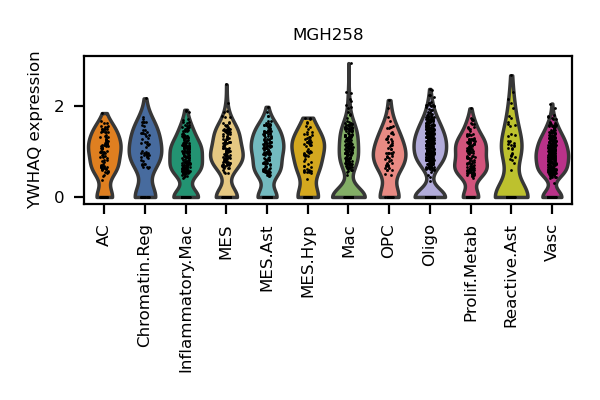 MGH258
YWHAQ expression
2
0
AC
Chromatin.Reg
Inflammatory.Mac
MES
MES.Ast
MES.Hyp
Mac
OPC
Oligo
Prolif.Metab
Reactive.Ast
Vasc